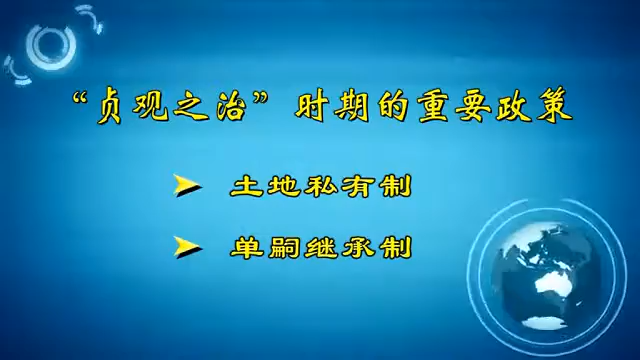 “贞观之治”时期的重要政策
土地私有制
单嗣继承制